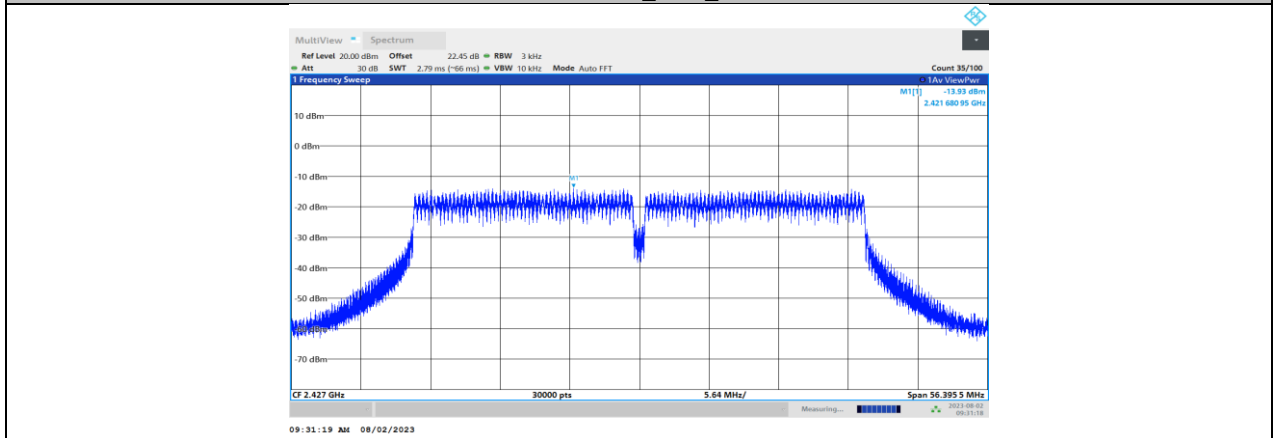 MultiView Spectrum
Ref Level 20.00 dBm Offset 22.45 dB RBW 3 kHz
Att 30 dB SWT 2.79 ms (~66 ms) VBW 10 kHz Mode Auto FFT Count 35/100
1 Frequency Sweep 1Av ViewPwr
M1[1] -13.93 dBm
2.421 680 95 GHz
10 dBm
0 dBm
-10 dBm
M1
-20 dBm
-30 dBm
-40 dBm
-50 dBm
-60 dBm
-70 dBm
CF 2.427 GHz 30000 pts 5.64 MHz/ Span 56.395 5 MHz
Measuring... 2023-08-02
09:31:18
09:31:19 AM 08/02/2023